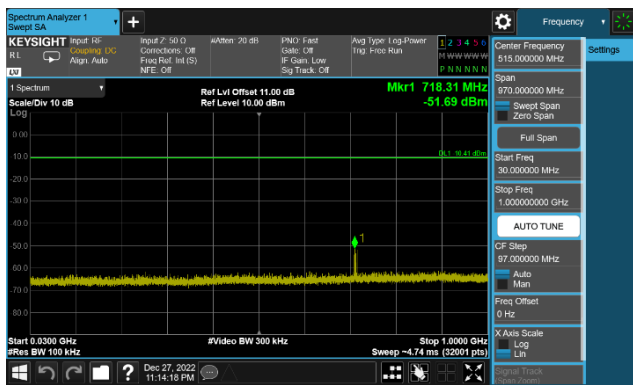 Spectrum Analyzer 1
Swept SA
Frequency
KEYSIGHT
RL
Input: RF
Coupling: DC
Align: Auto
Input Z: 50 Ω
Corrections: Off
Freq Ref: Int (S)
NFE: Off
#Atten: 20 dB
PNO: Fast
Gate: Off
IF Gain: Low
Sig Track: Off
Avg Type: Log-Power
Trig: Free Run
1 2 3 4 5 6
M W W W W W
P N N N N N
LXI
1 Spectrum
Scale/Div 10 dB
Log
Ref Lvl Offset 11.00 dB
Ref Level 10.00 dBm
Mkr1 718.31 MHz
-51.69 dBm
0.00
DL1 -10.41 dBm
-10.0
-20.0
-30.0
-40.0
-50.0
1
-60.0
-70.0
-80.0
Start 0.0300 GHz
#Res BW 100 kHz
#Video BW 300 kHz
Stop 1.0000 GHz
Sweep ~4.74 ms (32001 pts)
Center Frequency
515.000000 MHz
Settings
Span
970.000000 MHz
Swept Span
Zero Span
Full Span
Start Freq
30.000000 MHz
Stop Freq
1.000000000 GHz
AUTO TUNE
CF Step
97.000000 MHz
Auto
Man
Freq Offset
0 Hz
X Axis Scale
Log
Lin
Signal Track
(Span Zoom)
?
Dec 27, 2022
11:14:18 PM